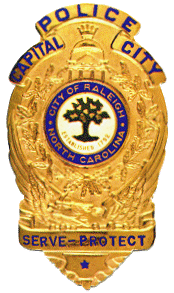 POLICE
CAPITAL CITY
CITY OF RALEIGH
ESTABLISHED 1792
NORTH CAROLINA
SERVE-PROTECT